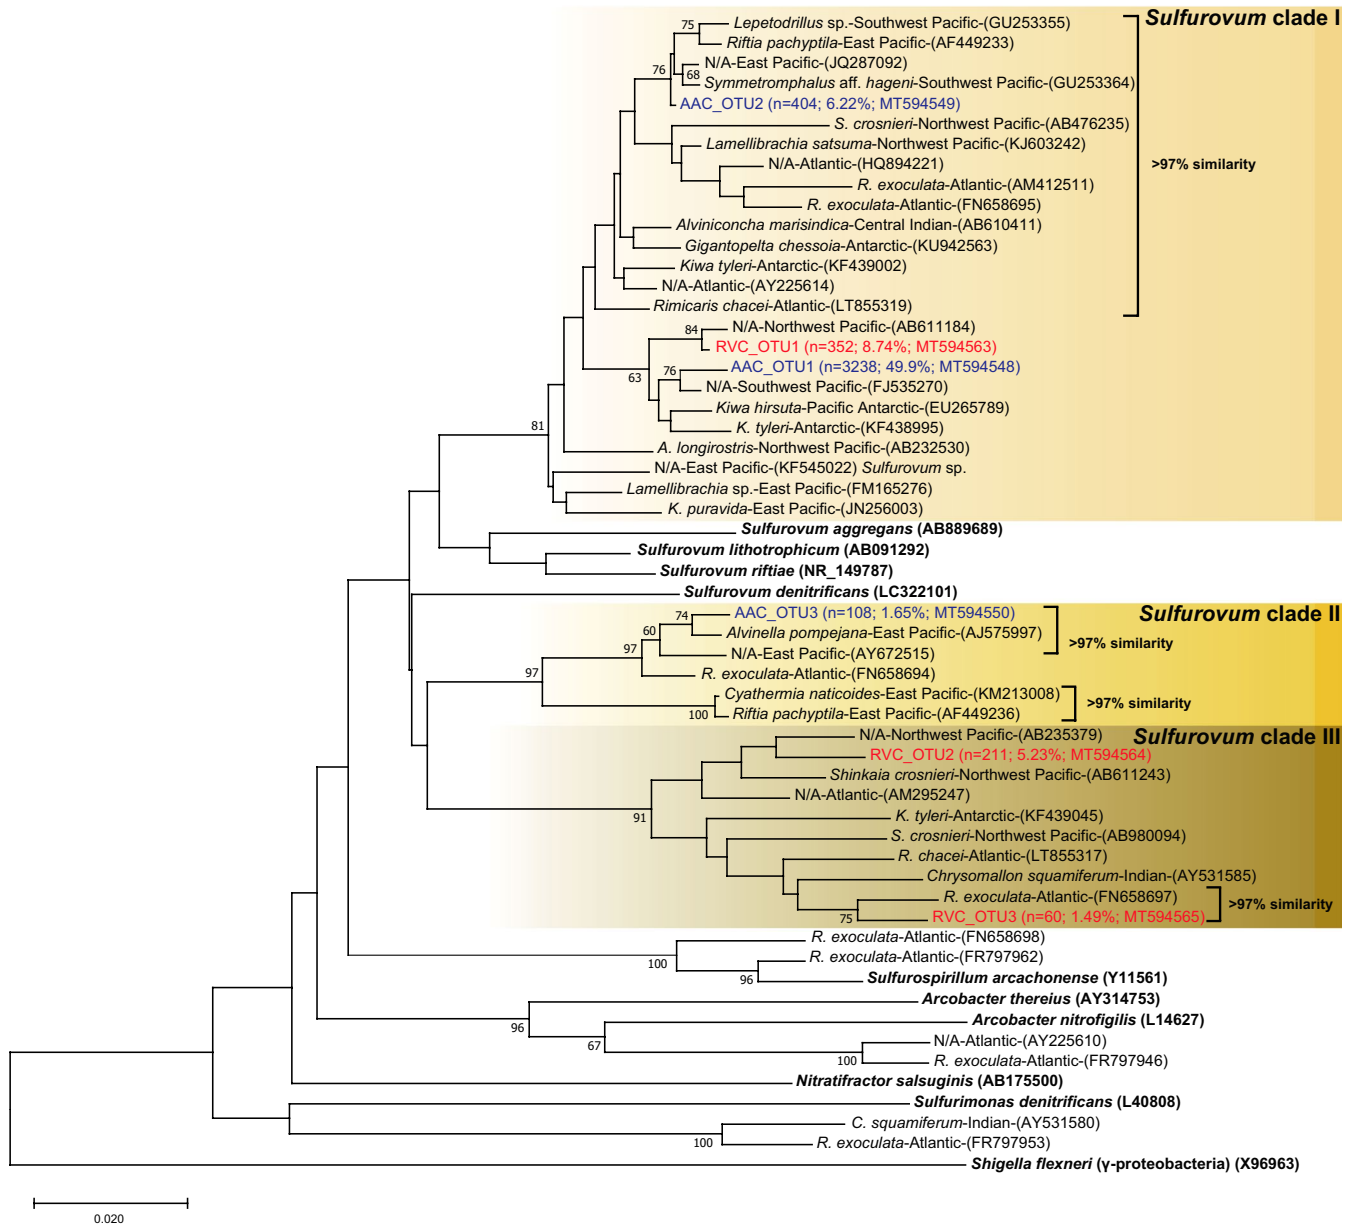 Sulfurovum clade I
75
Lepetodrillus sp.-Southwest Pacific-(GU253355)
Riftia pachyptila-East Pacific-(AF449233)
N/A-East Pacific-(JQ287092)
76
68
Symmetromphalus aff. hageni-Southwest Pacific-(GU253364)
AAC_OTU2 (n=404; 6.22%; MT594549)
S. crosnieri-Northwest Pacific-(AB476235)
Lamellibrachia satsuma-Northwest Pacific-(KJ603242)
N/A-Atlantic-(HQ894221)
>97% similarity
R. exoculata-Atlantic-(AM412511)
R. exoculata-Atlantic-(FN658695)
Alviniconcha marisindica-Central Indian-(AB610411)
Gigantopelta chessoia-Antarctic-(KU942563)
Kiwa tyleri-Antarctic-(KF439002)
N/A-Atlantic-(AY225614)
Rimicaris chacei-Atlantic-(LT855319)
N/A-Northwest Pacific-(AB611184)
84
RVC_OTU1 (n=352; 8.74%; MT594563)
AAC_OTU1 (n=3238; 49.9%; MT594548)
76
63
N/A-Southwest Pacific-(FJ535270)
Kiwa hirsuta-Pacific Antarctic-(EU265789)
K. tyleri-Antarctic-(KF438995)
81
A. longirostris-Northwest Pacific-(AB232530)
N/A-East Pacific-(KF545022) Sulfurovum sp.
Lamellibrachia sp.-East Pacific-(FM165276)
K. puravida-East Pacific-(JN256003)
Sulfurovum aggregans (AB889689)
Sulfurovum lithotrophicum (AB091292)
Sulfurovum riftiae (NR_149787)
Sulfurovum denitrificans (LC322101)
Sulfurovum clade II
74
AAC_OTU3 (n=108; 1.65%; MT594550)
60
Alvinella pompejana-East Pacific-(AJ575997)
>97% similarity
97
N/A-East Pacific-(AY672515)
97
R. exoculata-Atlantic-(FN658694)
Cyathermia naticoides-East Pacific-(KM213008)
>97% similarity
100
Riftia pachyptila-East Pacific-(AF449236)
Sulfurovum clade III
N/A-Northwest Pacific-(AB235379)
RVC_OTU2 (n=211; 5.23%; MT594564)
Shinkaia crosnieri-Northwest Pacific-(AB611243)
N/A-Atlantic-(AM295247)
91
K. tyleri-Antarctic-(KF439045)
S. crosnieri-Northwest Pacific-(AB980094)
R. chacei-Atlantic-(LT855317)
Chrysomallon squamiferum-Indian-(AY531585)
R. exoculata-Atlantic-(FN658697)
>97% similarity
75
RVC_OTU3 (n=60; 1.49%; MT594565)
R. exoculata-Atlantic-(FN658698)
100
R. exoculata-Atlantic-(FR797962)
96
Sulfurospirillum arcachonense (Y11561)
Arcobacter thereius (AY314753)
96
Arcobacter nitrofigilis (L14627)
67
N/A-Atlantic-(AY225610)
100
R. exoculata-Atlantic-(FR797946)
Nitratifractor salsuginis (AB175500)
Sulfurimonas denitrificans (L40808)
C. squamiferum-Indian-(AY531580)
100
R. exoculata-Atlantic-(FR797953)
Shigella flexneri (γ-proteobacteria) (X96963)
0.020